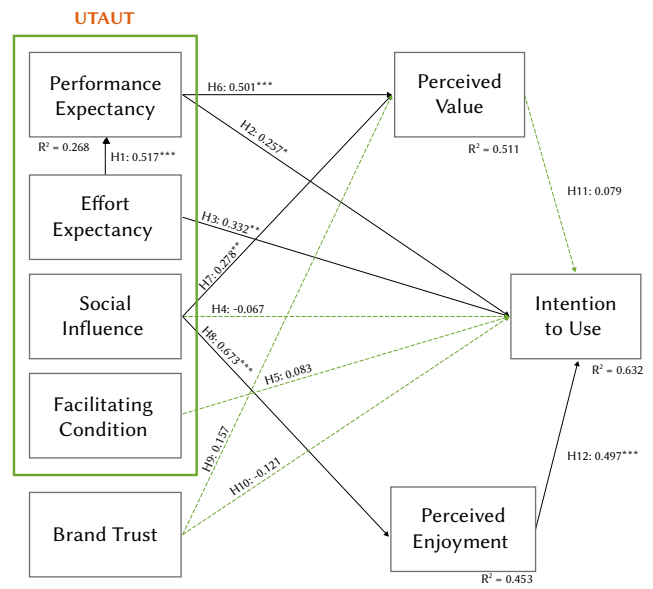 UTAUT
Performance
Expectancy
R² = 0.268
H1: 0.517***
Effort
Expectancy
Social
Influence
Facilitating
Condition
Brand Trust
H6: 0.501***
H2: 0.257*
H3: 0.332**
H7: 0.278**
H4: -0.067
H8: 0.673***
H5: 0.083
H9: 0.157
H10: -0.121
Perceived
Value
R² = 0.511
H11: 0.079
Intention
to Use
R² = 0.632
H12: 0.497***
Perceived
Enjoyment
R² = 0.453